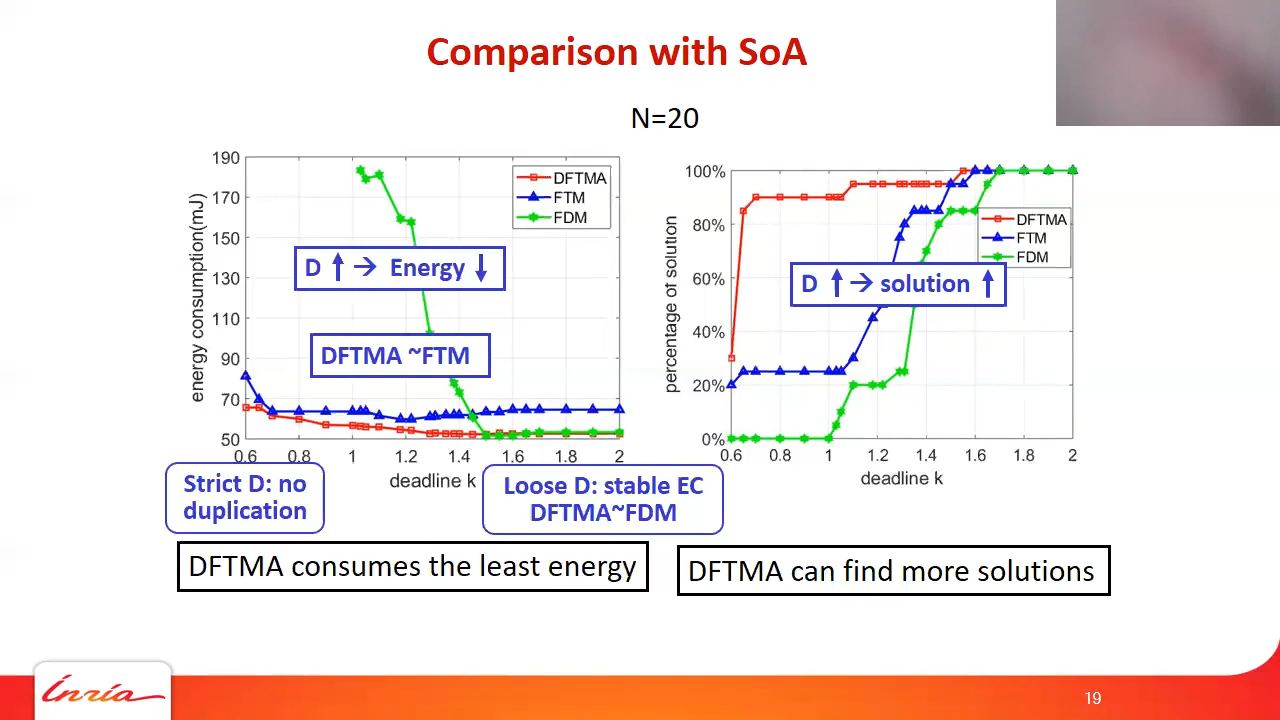 Comparison with SoA
N=20
190
170
150
130
110
90
70
50
energy consumption(mJ)
0.6 0.8 1 1.2 1.4 1.6 1.8 2
deadline k
DFTMA
FTM
FDM
D ↑ → Energy ↓
DFTMA ~FTM
Strict D: no
duplication
Loose D: stable EC
DFTMA~FDM
DFTMA consumes the least energy
100%
80%
60%
40%
20%
0%
percentage of solution
0.6 0.8 1 1.2 1.4 1.6 1.8 2
deadline k
DFTMA
FTM
FDM
D ↑ → solution ↑
DFTMA can find more solutions
Inría
19